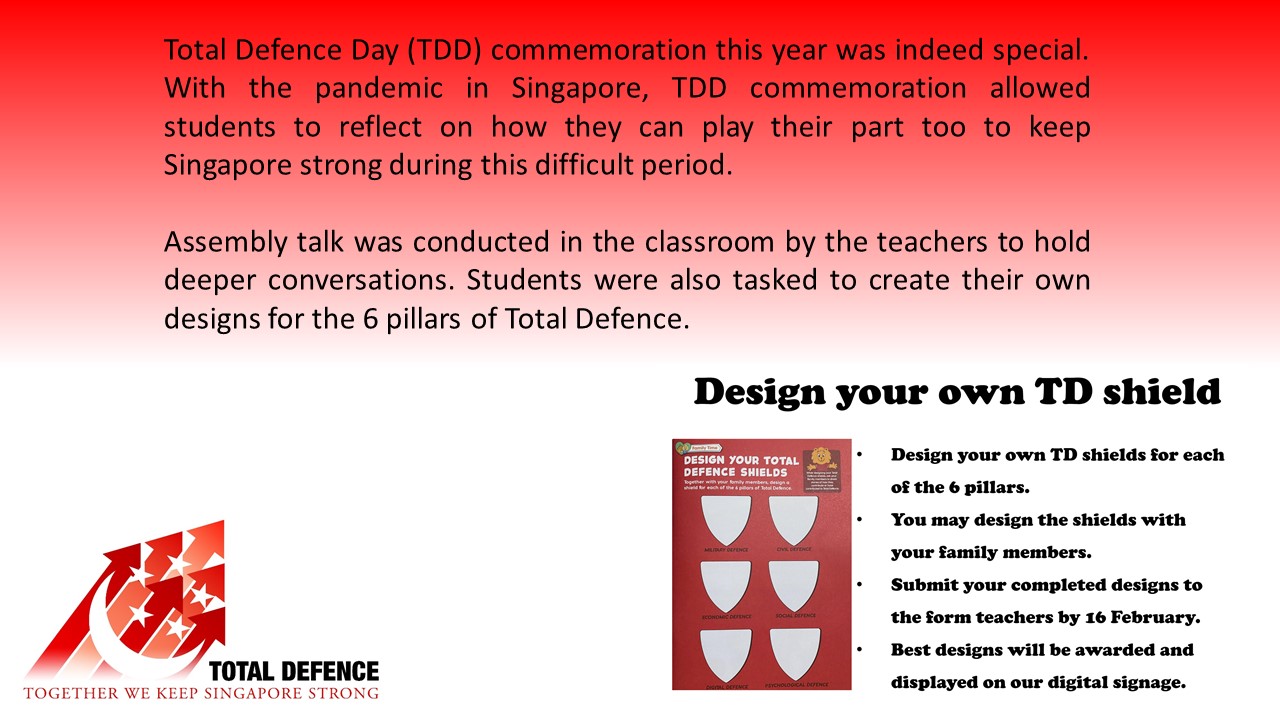 Total Defence Day (TDD) commemoration this year was indeed special.
With the pandemic in Singapore, TDD commemoration allowed
students to reflect on how they can play their part too to keep
Singapore strong during this difficult period.
Assembly talk was conducted in the classroom by the teachers to hold
deeper conversations. Students were also tasked to create their own
designs for the 6 pillars of Total Defence.
Design your own TD shield
Family Time
DESIGN YOUR TOTAL
DEFENCE SHIELDS
Together with your family members, design a
shield for each of the 6 pillars of Total Defence.
MILITARY DEFENCE
CIVIL DEFENCE
ECONOMIC DEFENCE
SOCIAL DEFENCE
DIGITAL DEFENCE
PSYCHOLOGICAL DEFENCE
• Design your own TD shields for each
of the 6 pillars.
• You may design the shields with
your family members.
• Submit your completed designs to
the form teachers by 16 February.
• Best designs will be awarded and
displayed on our digital signage.
TOTAL DEFENCE
TOGETHER WE KEEP SINGAPORE STRONG